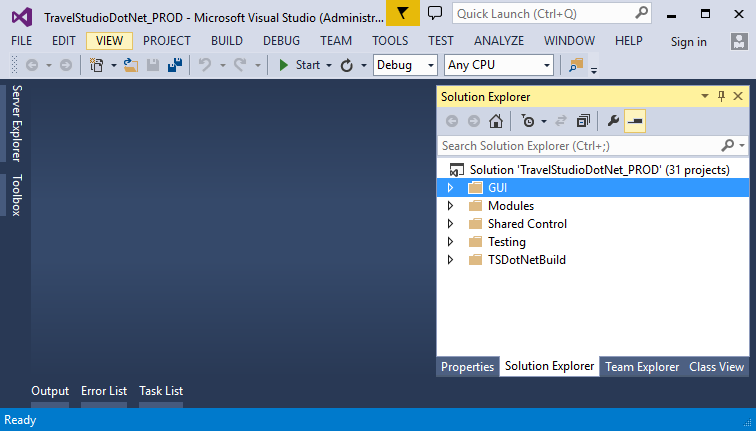 TravelStudioDotNet_PROD - Microsoft Visual Studio (Administr...
Quick Launch (Ctrl+Q)
FILE EDIT VIEW PROJECT BUILD DEBUG TEAM TOOLS TEST ANALYZE WINDOW HELP Sign in
Start Debug Any CPU
Server Explorer
Toolbox
Solution Explorer
Search Solution Explorer (Ctrl+;)
Solution 'TravelStudioDotNet_PROD' (31 projects)
GUI
Modules
Shared Control
Testing
TSDotNetBuild
Properties Solution Explorer Team Explorer Class View
Output Error List Task List
Ready